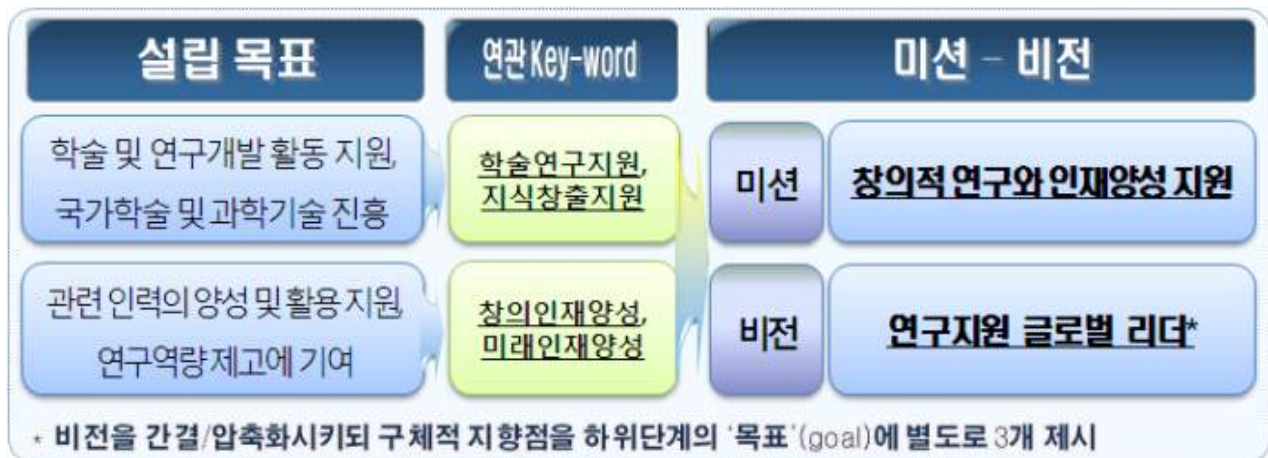 설립 목표
연관 Key-word
미션 - 비전
학술 및 연구개발 활동 지원,
국가학술 및 과학기술 진흥
학술연구지원,
지식창출지원
미션
창의적 연구와 인재양성 지원
관련 인력의 양성 및 활용 지원,
연구역량 제고에 기여
창의인재양성,
미래인재양성
비전
연구지원 글로벌 리더*
* 비전을 간결/압축화시키되 구체적 지향점을 하위단계의 '목표'(goal)에 별도로 3개 제시